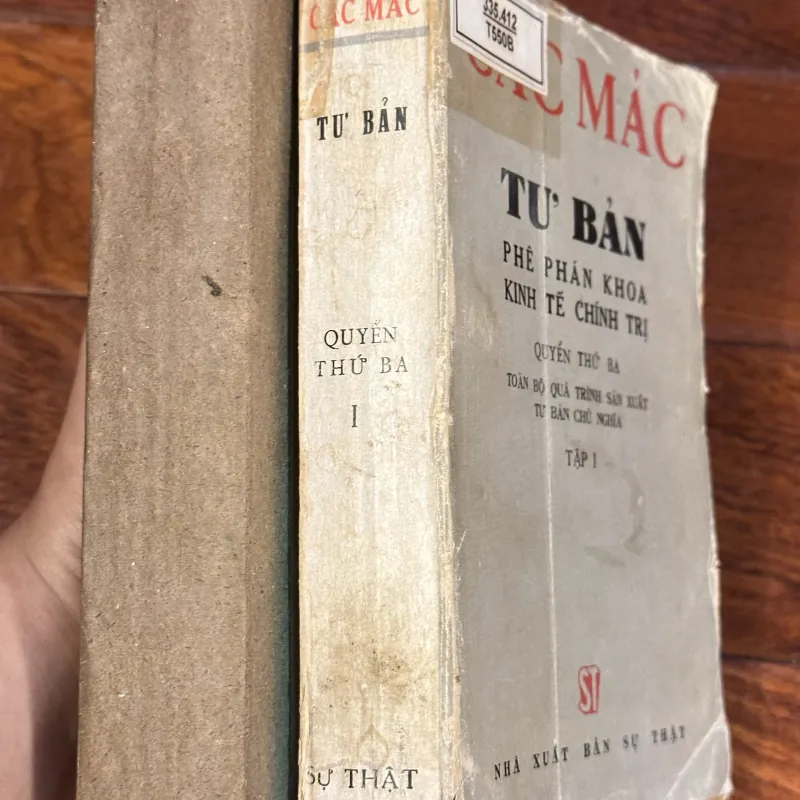 CÁC MÁC
TƯ BẢN
QUYỂN
THỨ BA
I
SỰ THẬT
335.412
T550B
CÁC MÁC
TƯ BẢN
PHÊ PHÁN KHOA
KINH TẾ CHÍNH TRỊ
QUYỂN THỨ BA
TOÀN BỘ QUÁ TRÌNH SẢN XUẤT
TƯ BẢN CHỦ NGHĨA
TẬP I
ST
NHÀ XUẤT BẢN SỰ THẬT